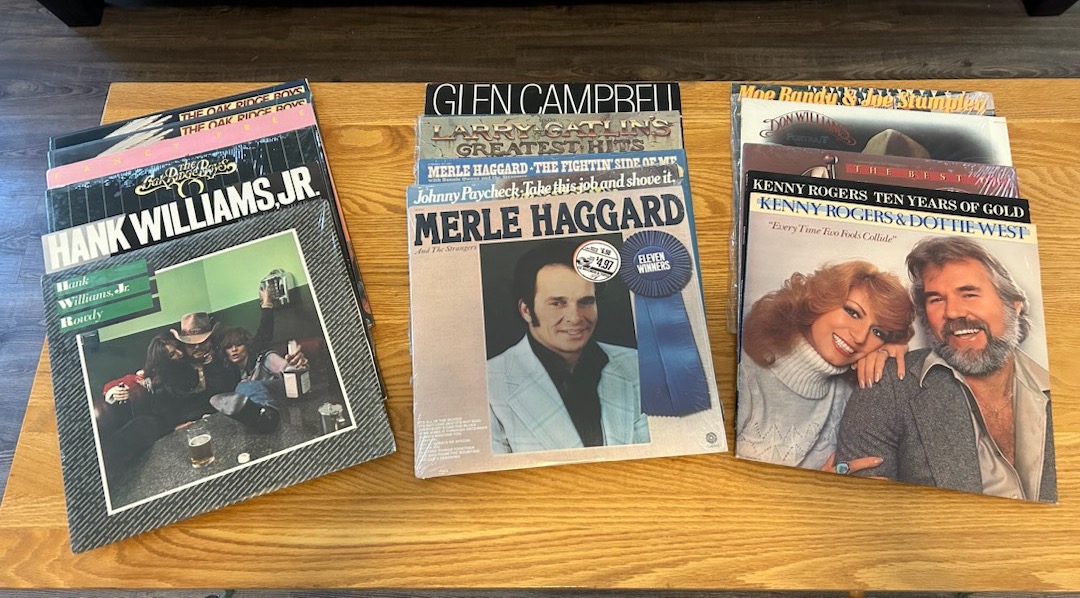 THE OAK RIDGE BOYS
THE OAK RIDGE BOYS
The
Oak Ridge Boys
HANK WILLIAMS, JR.
Hank
Williams, Jr.
Rowdy
GLEN CAMPBELL
LARRY GATLIN'S
GREATEST HITS
MERLE HAGGARD • THE FIGHTIN' SIDE OF ME
Johnny Paycheck • Take this job and shove it.
MERLE HAGGARD
And The Strangers
$4.97
ELEVEN
WINNERS
Moe Bandy & Joe Stampley
DON WILLIAMS
PORTRAIT
THE BEST
KENNY ROGERS TEN YEARS OF GOLD
KENNY ROGERS & DOTTIE WEST
"Every Time Two Fools Collide"